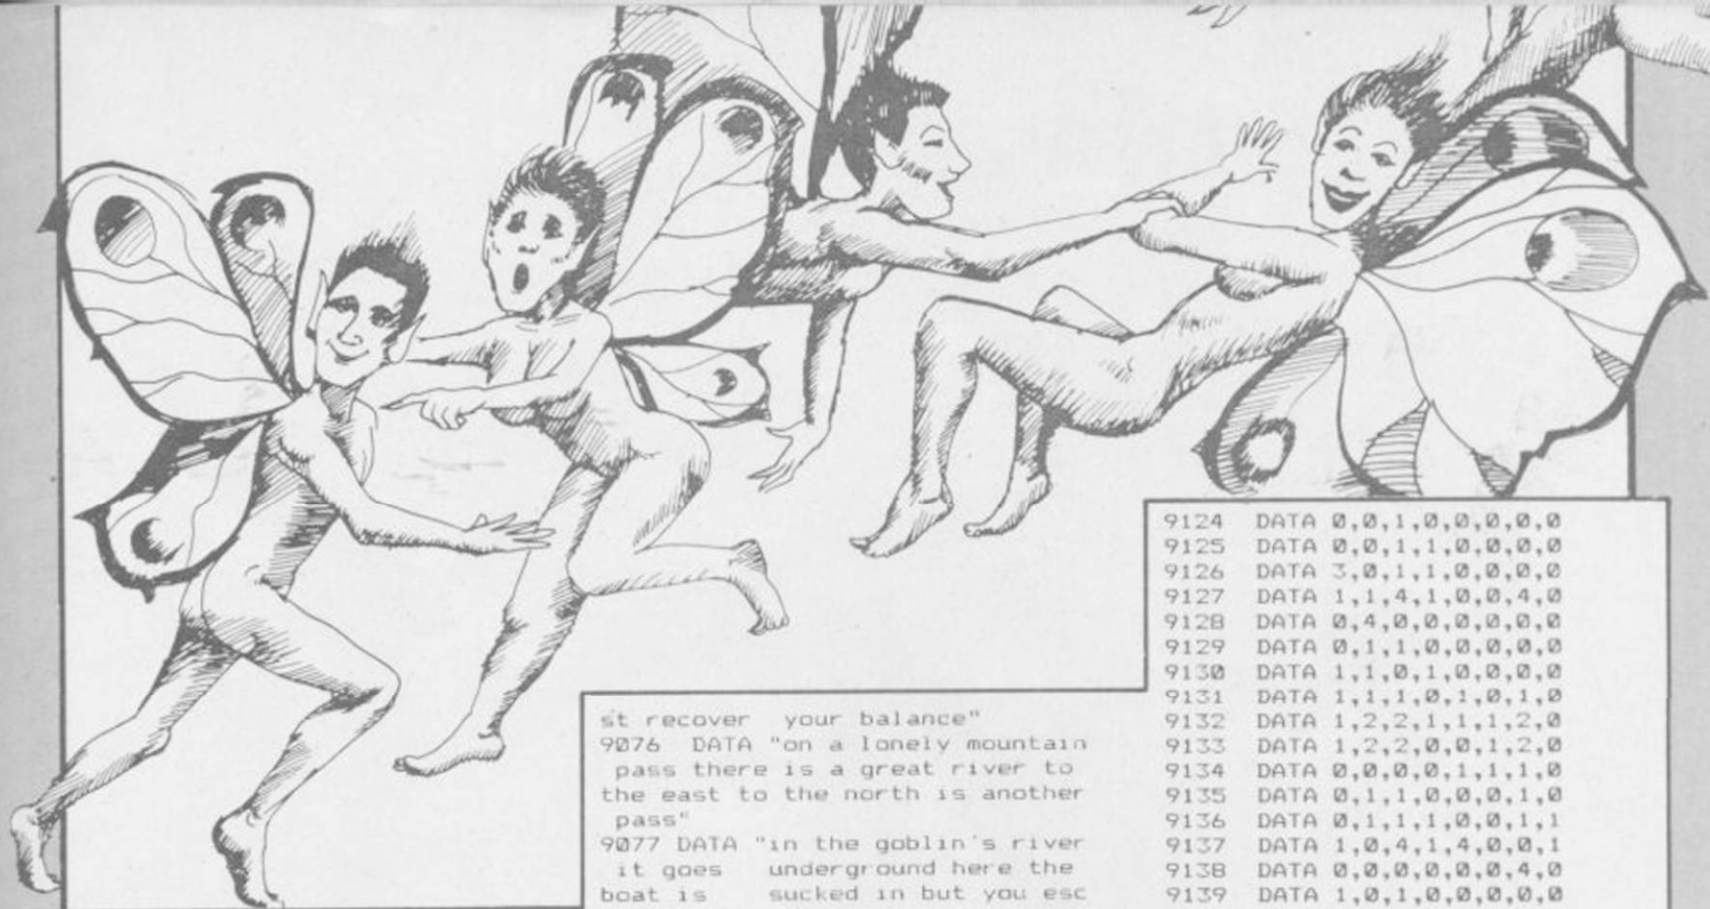 st recover  your balance"
9076  DATA "on a lonely mountain
 pass there is a great river to
the east to the north is another
 pass"
9077 DATA "in the goblin's river
 it goes   underground here the
boat is    sucked in but you esc
9124  DATA 0,0,1,0,0,0,0,0
9125  DATA 0,0,1,1,0,0,0,0
9126  DATA 3,0,1,1,0,0,0,0
9127  DATA 1,1,4,1,0,0,4,0
9128  DATA 0,4,0,0,0,0,0,0
9129  DATA 0,1,1,0,0,0,0,0
9130  DATA 1,1,0,1,0,0,0,0
9131  DATA 1,1,1,0,1,0,1,0
9132  DATA 1,2,2,1,1,1,2,0
9133  DATA 1,2,2,0,0,1,2,0
9134  DATA 0,0,0,0,1,1,1,0
9135  DATA 0,1,1,0,0,0,1,0
9136  DATA 0,1,1,1,0,0,1,1
9137  DATA 1,0,4,1,4,0,0,1
9138  DATA 0,0,0,0,0,0,4,0
9139  DATA 1,0,1,0,0,0,0,0